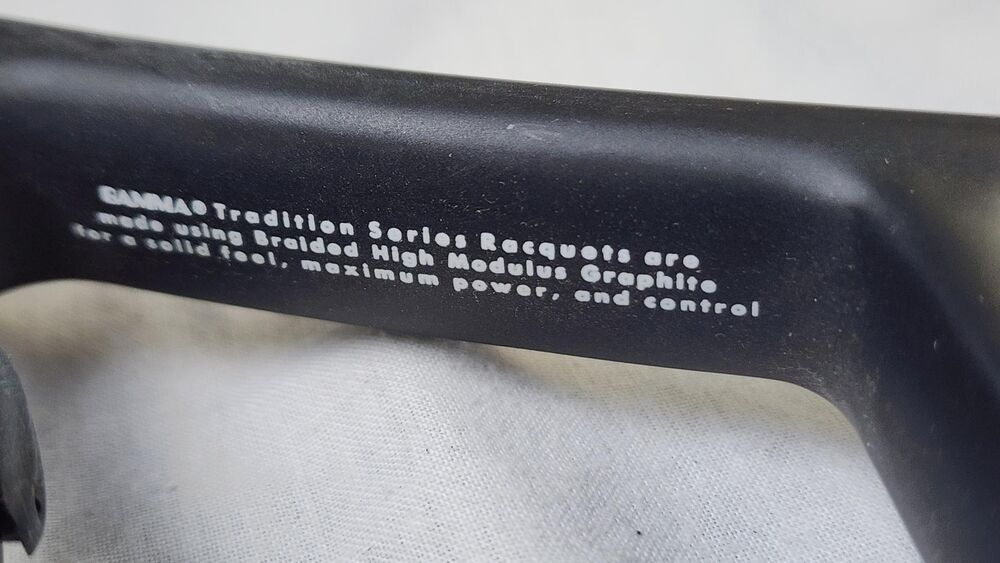 GAMMA® Tradition Series Racquets are
made using Braided High Modulus Graphite
for a solid feel, maximum power, and control